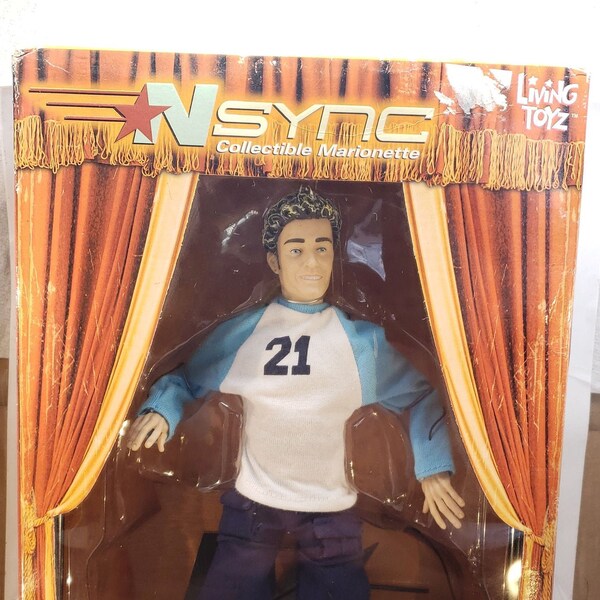 NSYNC
Collectible Marionette
LIVING
TOYZ
21